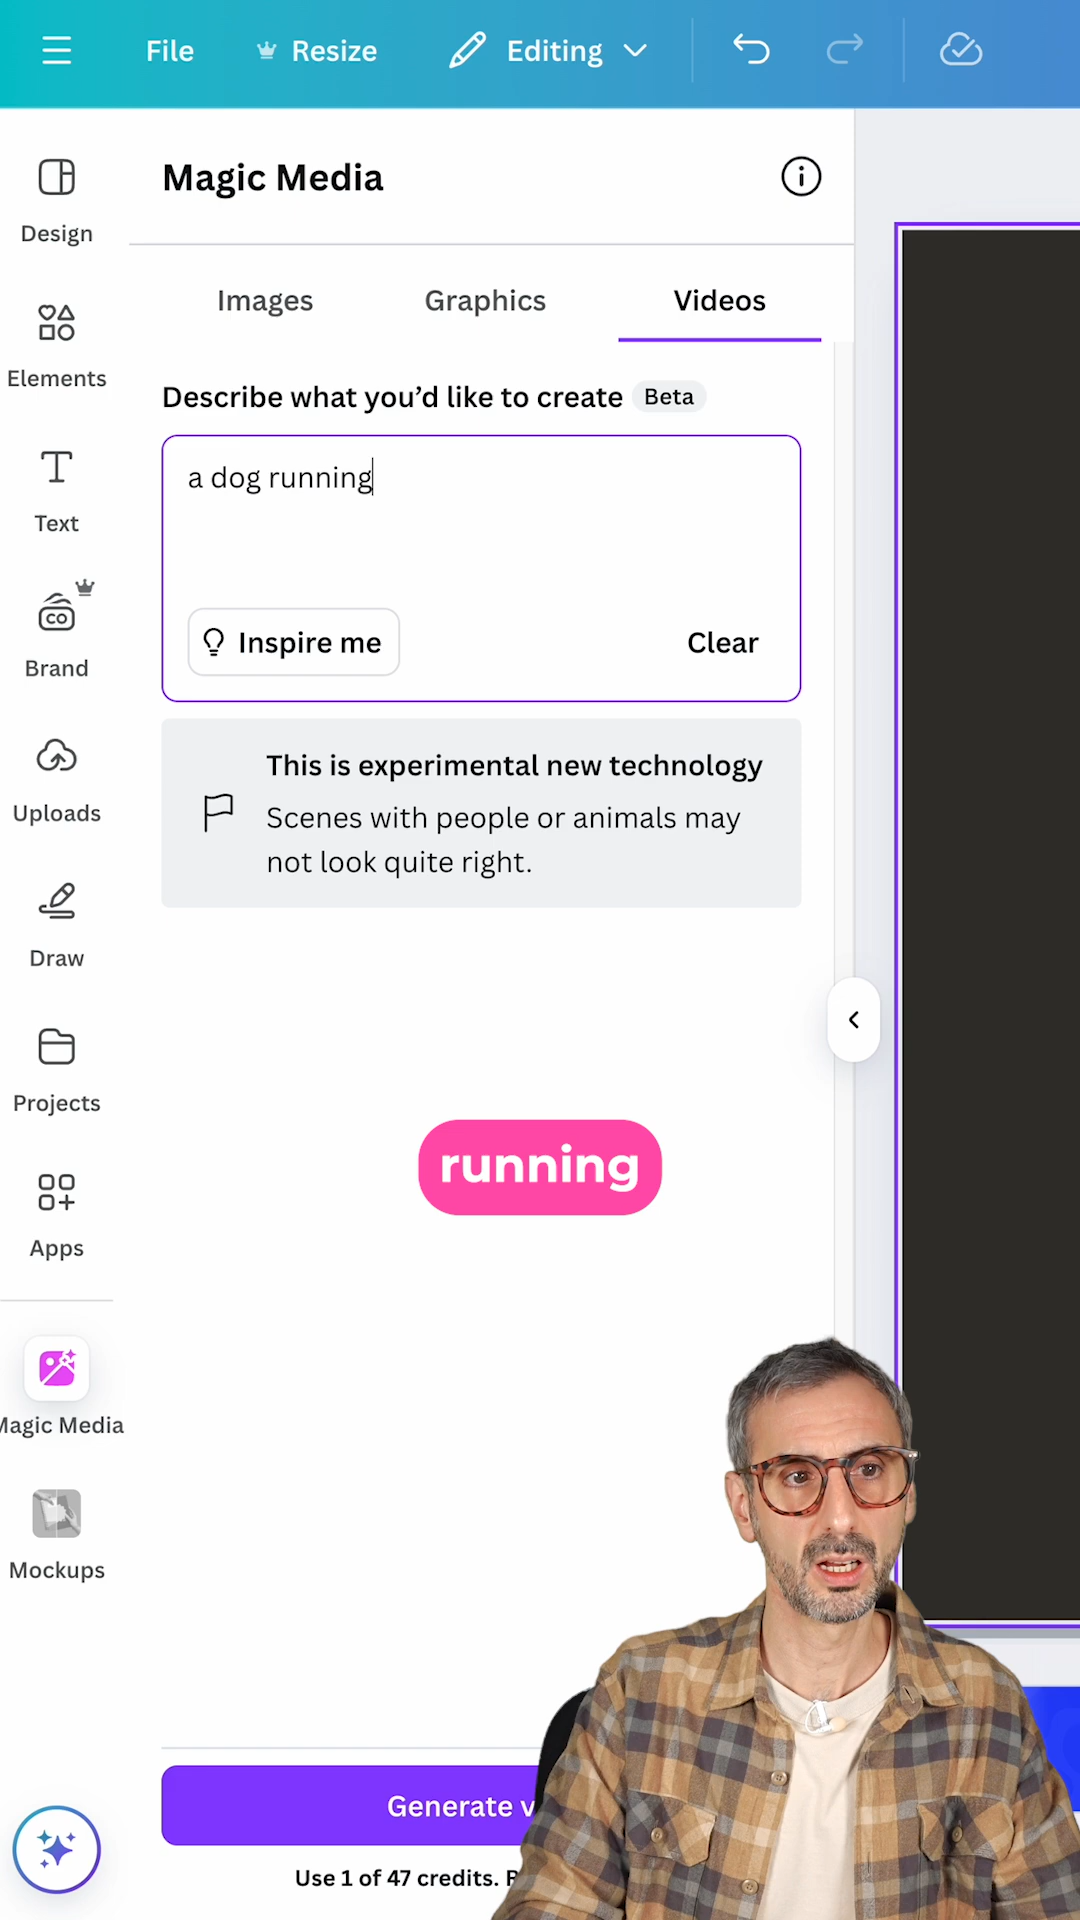 File
Resize
Editing
Design
Elements
Text
Brand
Uploads
Draw
Projects
Apps
Magic Media
Mockups
Magic Media
Images
Graphics
Videos
Describe what you’d like to create
Beta
a dog running
Inspire me
Clear
This is experimental new technology
Scenes with people or animals may
not look quite right.
running
Generate
Use 1 of 47 credits.